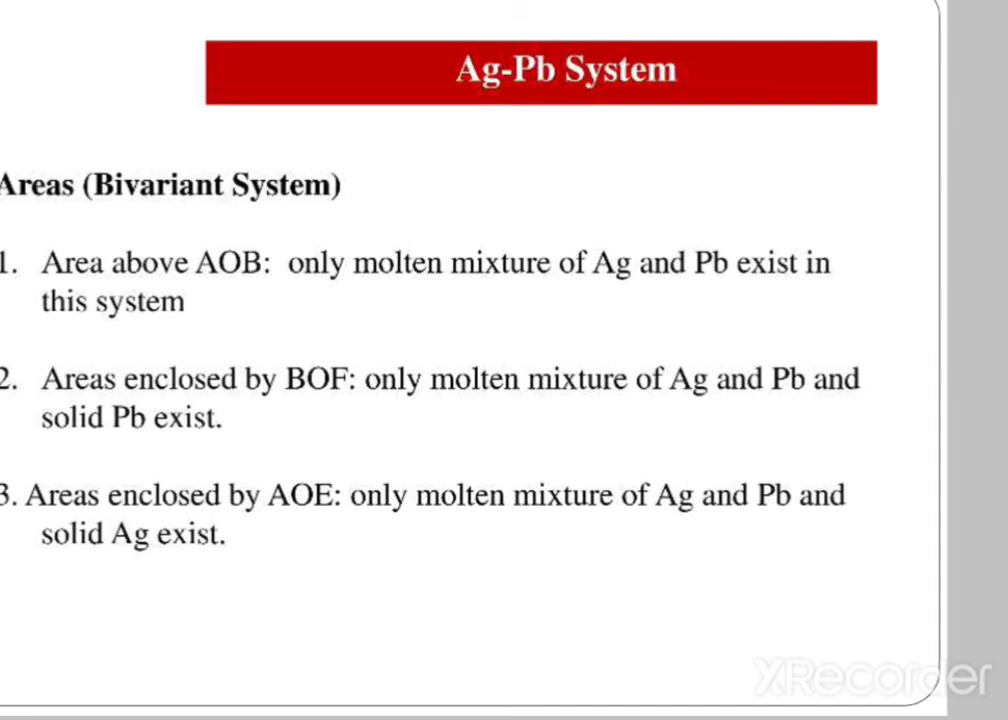 Ag-Pb System
Areas (Bivariant System)
1. Area above AOB: only molten mixture of Ag and Pb exist in
this system
2. Areas enclosed by BOF: only molten mixture of Ag and Pb and
solid Pb exist.
3. Areas enclosed by AOE: only molten mixture of Ag and Pb and
solid Ag exist.
XRecorder